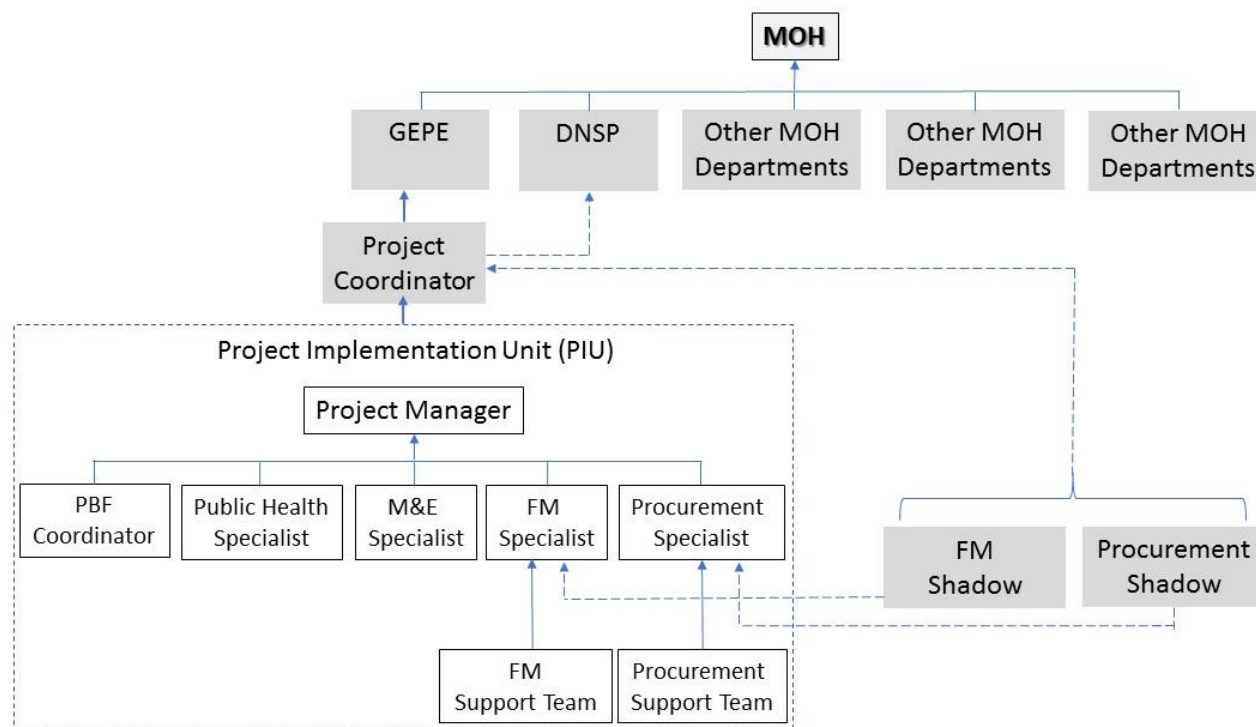 MOH
GEPE
DNSP
Other MOH
Departments
Other MOH
Departments
Other MOH
Departments
Project
Coordinator
Project Implementation Unit (PIU)
Project Manager
PBF
Coordinator
Public Health
Specialist
M&E
Specialist
FM
Specialist
Procurement
Specialist
FM
Shadow
Procurement
Shadow
FM
Support Team
Procurement
Support Team